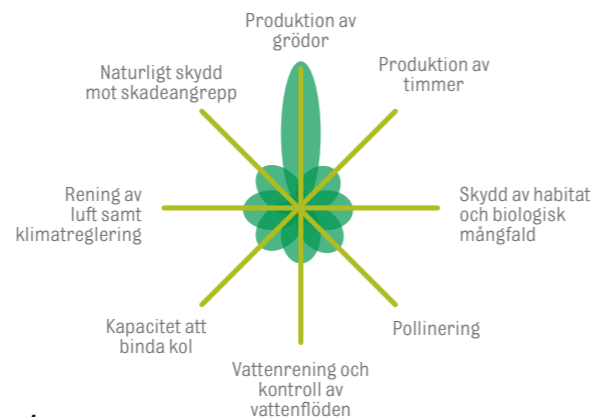 Produktion av
grödor
Produktion av
timmer
Skydd av habitat
och biologisk
mångfald
Pollinering
Vattenrening och
kontroll av
vattenflöden
Kapacitet att
binda kol
Rening av
luft samt
klimatreglering
Naturligt skydd
mot skadeangrepp